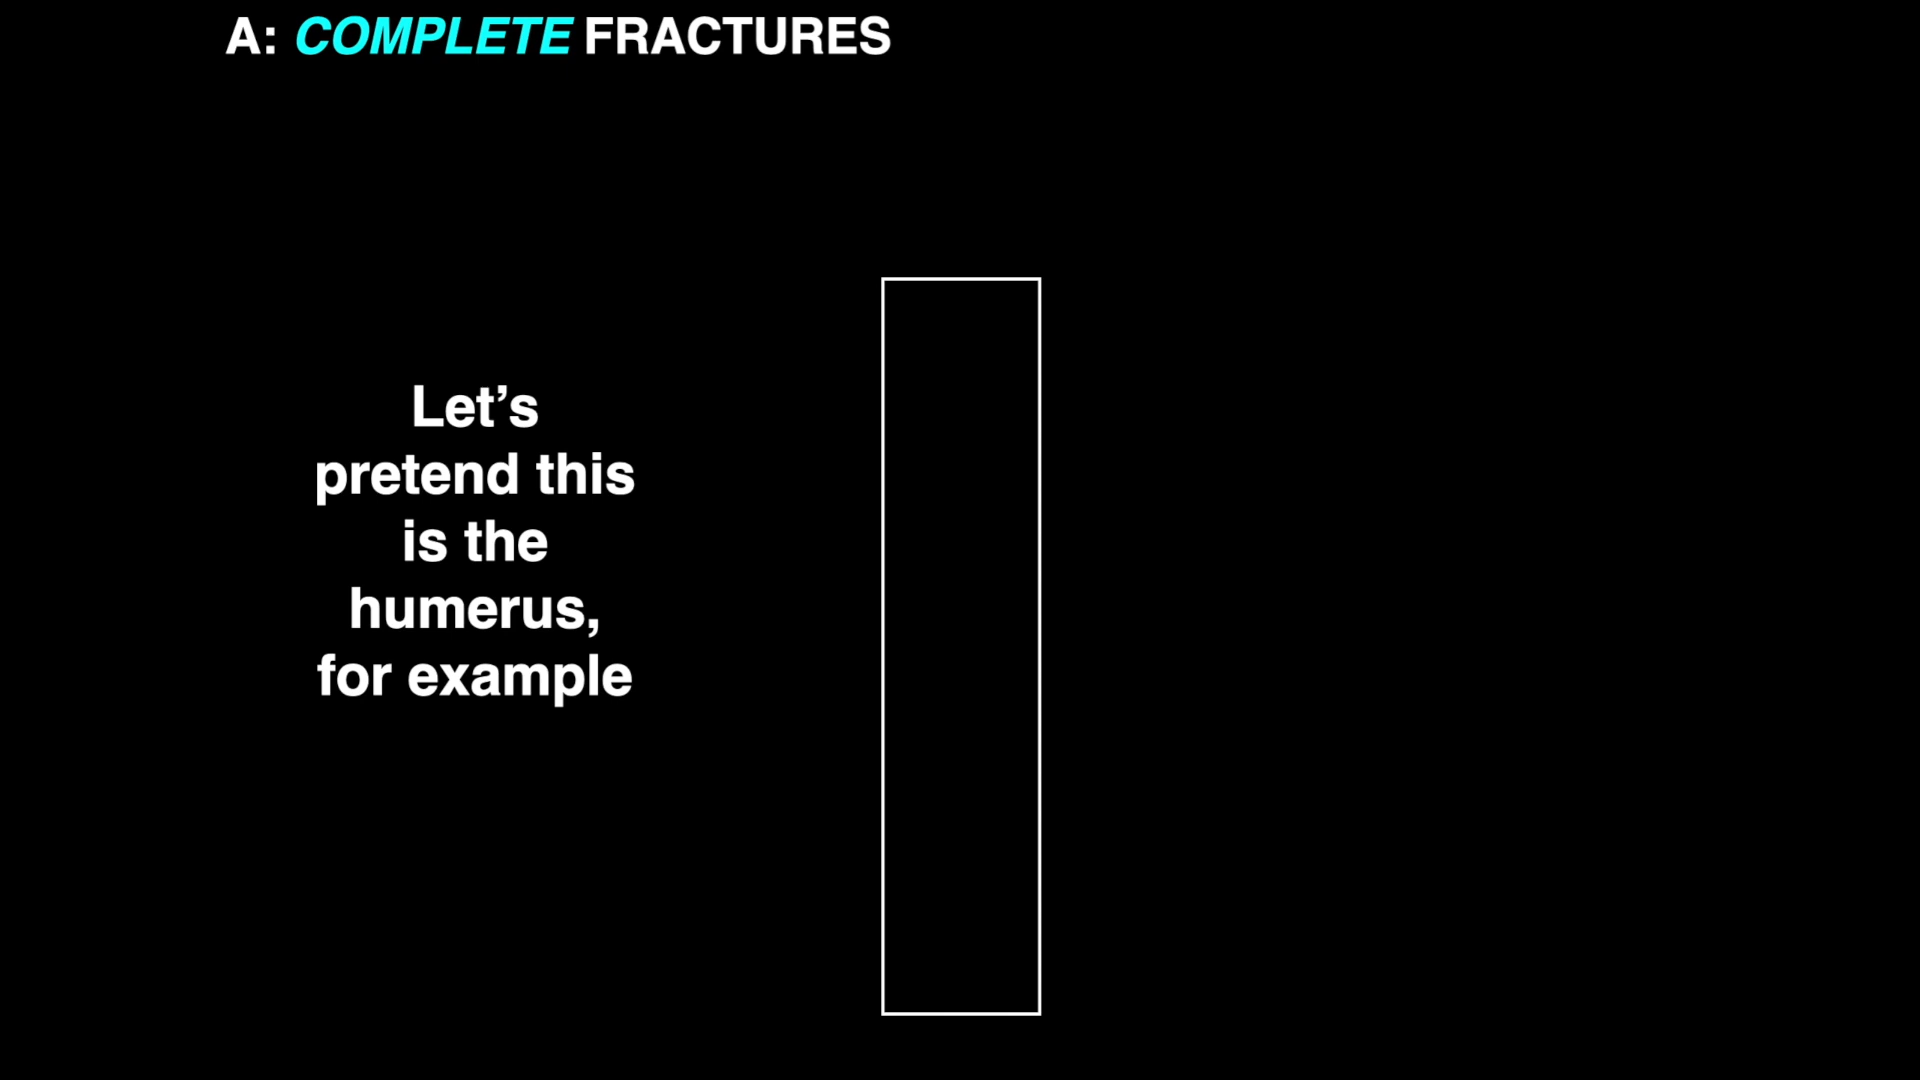 A: COMPLETE FRACTURES
Let’s
pretend this
is the
humerus,
for example